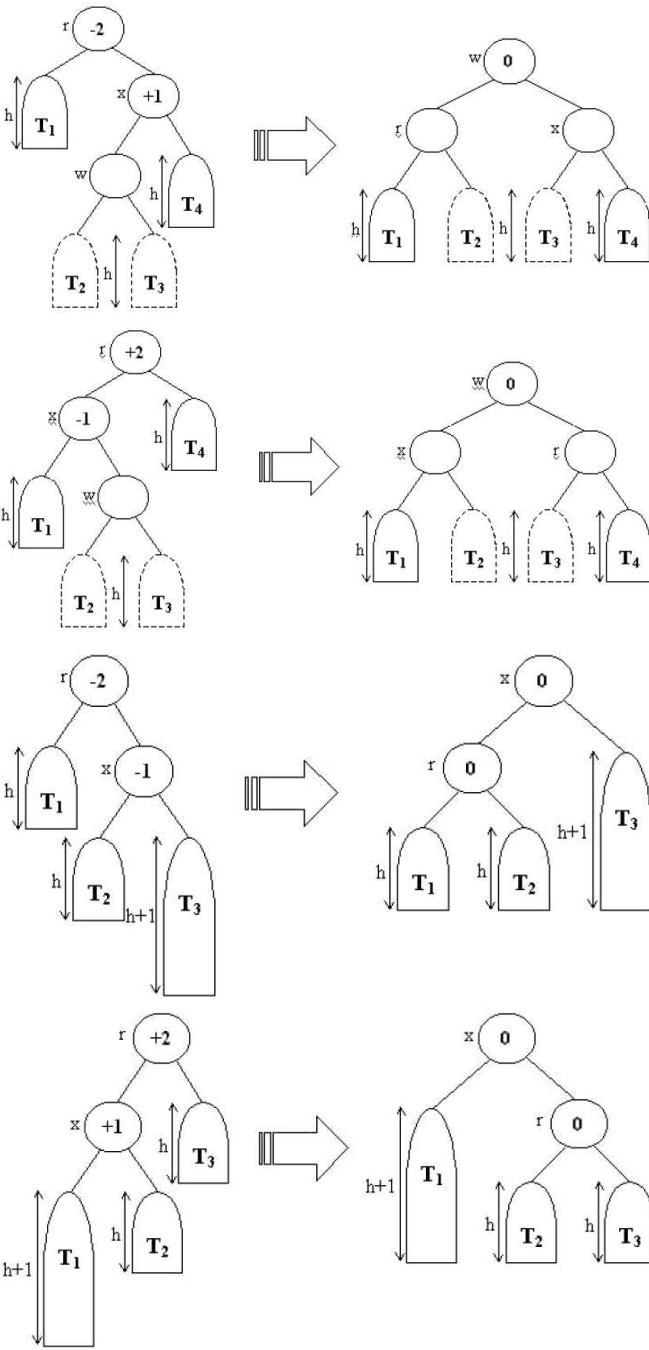 r -2
w 0
x +1
h T₁
r x
w h T₄
h T₁ T₂ h T₃ h T₄
T₂ h T₃
r +2
w 0
x -1
h T₄
x r
h T₁
w
h T₁ T₂ h T₃ h T₄
T₂ h T₃
r -2
x 0
h T₁
x -1
r 0
h+1 T₃
h T₂
h+1 T₃
h T₁ h T₂
r +2
x 0
x +1
h T₃
r 0
h+1 T₁
h+1 T₁
h T₂
h T₂ h T₃